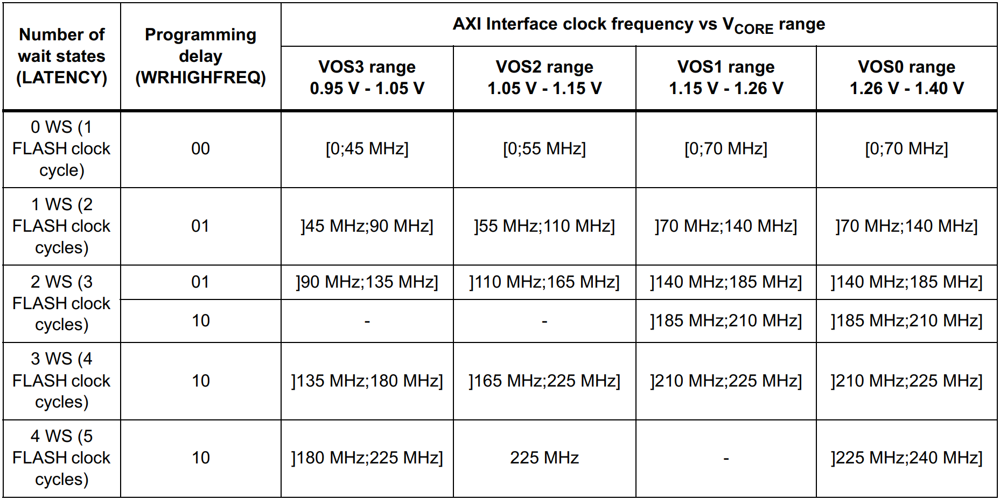 Number of
wait states
(LATENCY)
Programming
delay
(WRHIGHFREQ)
AXI Interface clock frequency vs VCORE range
VOS3 range
0.95 V - 1.05 V
VOS2 range
1.05 V - 1.15 V
VOS1 range
1.15 V - 1.26 V
VOS0 range
1.26 V - 1.40 V
0 WS (1
FLASH clock
cycle)
00
[0;45 MHz]
[0;55 MHz]
[0;70 MHz]
[0;70 MHz]
1 WS (2
FLASH clock
cycles)
01
]45 MHz;90 MHz]
]55 MHz;110 MHz]
]70 MHz;140 MHz]
]70 MHz;140 MHz]
2 WS (3
FLASH clock
cycles)
01
]90 MHz;135 MHz]
]110 MHz;165 MHz]
]140 MHz;185 MHz]
]140 MHz;185 MHz]
10
-
-
]185 MHz;210 MHz]
]185 MHz;210 MHz]
3 WS (4
FLASH clock
cycles)
10
]135 MHz;180 MHz]
]165 MHz;225 MHz]
]210 MHz;225 MHz]
]210 MHz;225 MHz]
4 WS (5
FLASH clock
cycles)
10
]180 MHz;225 MHz]
225 MHz
-
]225 MHz;240 MHz]